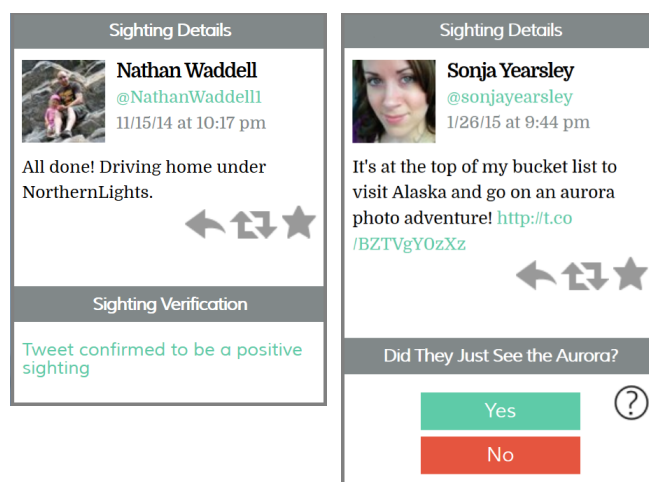 Sighting Details
Nathan Waddell
@NathanWaddell1
11/15/14 at 10:17 pm
All done! Driving home under
NorthernLights.
Sighting Verification
Tweet confirmed to be a positive
sighting
Sighting Details
Sonja Yearsley
@sonjayearsley
1/26/15 at 9:44 pm
It's at the top of my bucket list to
visit Alaska and go on an aurora
photo adventure! http://t.co
/BZTVgY0zXz
Did They Just See the Aurora?
Yes
?
No